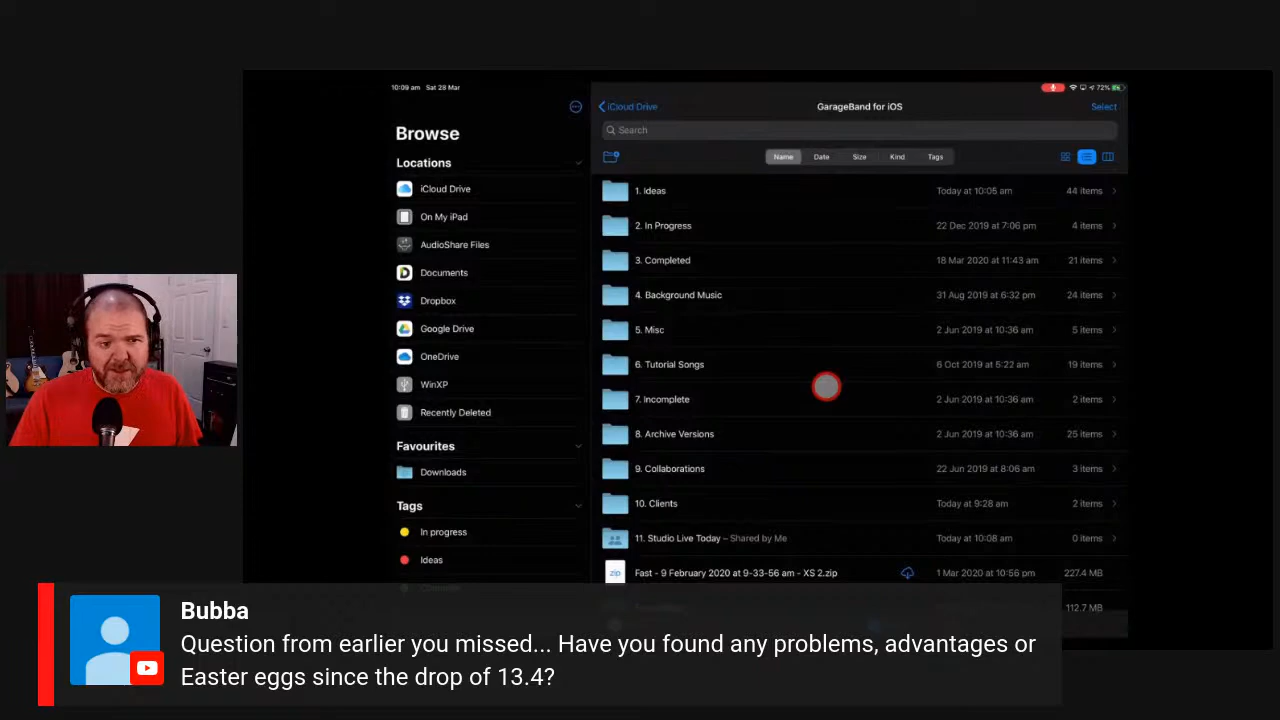 10:09 am Sat 28 Mar
72%
Browse
Locations
iCloud Drive
On My iPad
AudioShare Files
Documents
Dropbox
Google Drive
OneDrive
WinXP
Recently Deleted
Favourites
Downloads
Tags
In progress
Ideas
iCloud Drive
GarageBand for iOS
Select
Search
Name Date Size Kind Tags
1. Ideas Today at 10:05 am 44 items
2. In Progress 22 Dec 2019 at 7:06 pm 4 items
3. Completed 18 Mar 2020 at 11:43 am 21 items
4. Background Music 31 Aug 2019 at 6:32 pm 24 items
5. Misc 2 Jun 2019 at 10:36 am 5 items
6. Tutorial Songs 6 Oct 2019 at 5:22 am 19 items
7. Incomplete 2 Jun 2019 at 10:36 am 2 items
8. Archive Versions 2 Jun 2019 at 10:36 am 25 items
9. Collaborations 22 Jun 2019 at 8:06 am 3 items
10. Clients Today at 9:28 am 2 items
11. Studio Live Today – Shared by Me Today at 10:08 am 0 items
zip Fast - 9 February 2020 at 9-33-56 am - XS 2.zip 1 Mar 2020 at 10:56 pm 227.4 MB
112.7 MB
Bubba
Question from earlier you missed... Have you found any problems, advantages or
Easter eggs since the drop of 13.4?